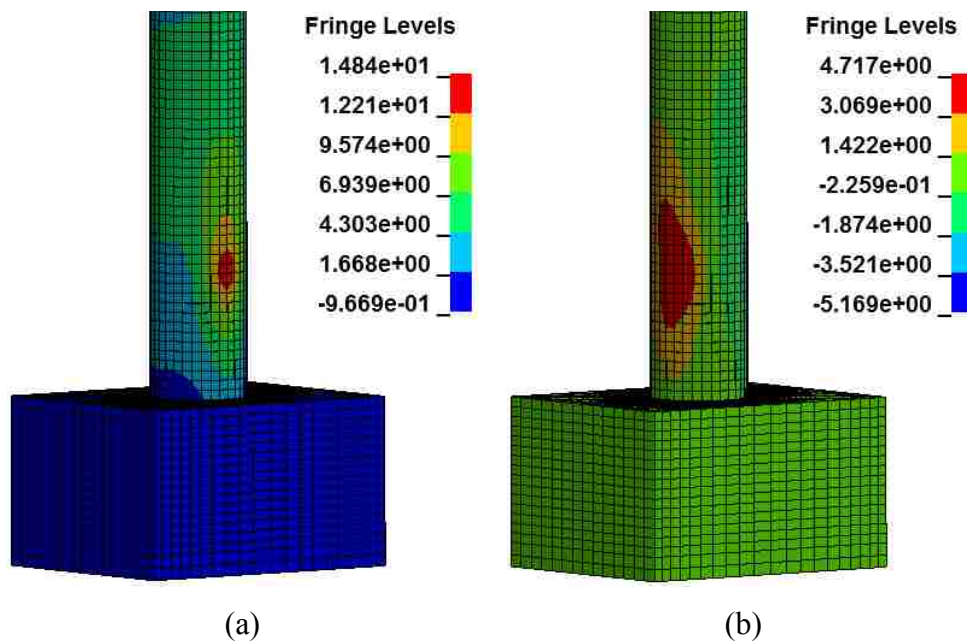 Fringe Levels
1.484e+01
1.221e+01
9.574e+00
6.939e+00
4.303e+00
1.668e+00
-9.669e-01
Fringe Levels
4.717e+00
3.069e+00
1.422e+00
-2.259e-01
-1.874e+00
-3.521e+00
-5.169e+00
(a)
(b)